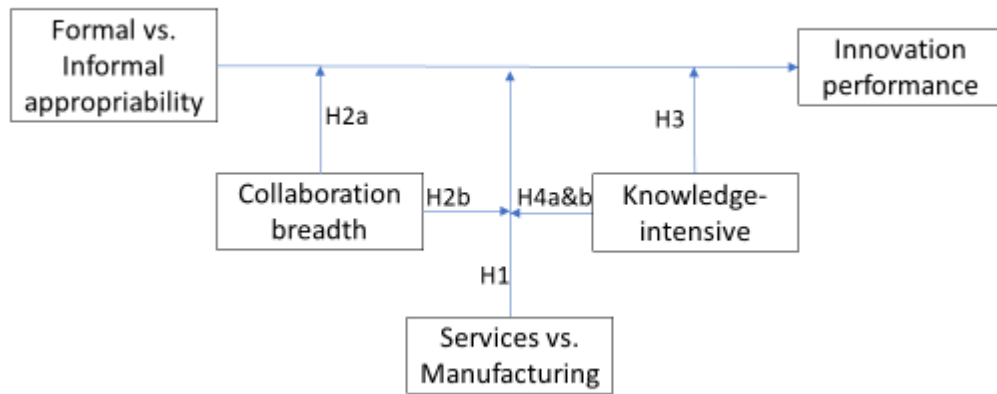 Formal vs.
Informal
appropriability
Innovation
performance
H2a
H3
Collaboration
breadth
H2b
H4a&b
Knowledge-
intensive
H1
Services vs.
Manufacturing